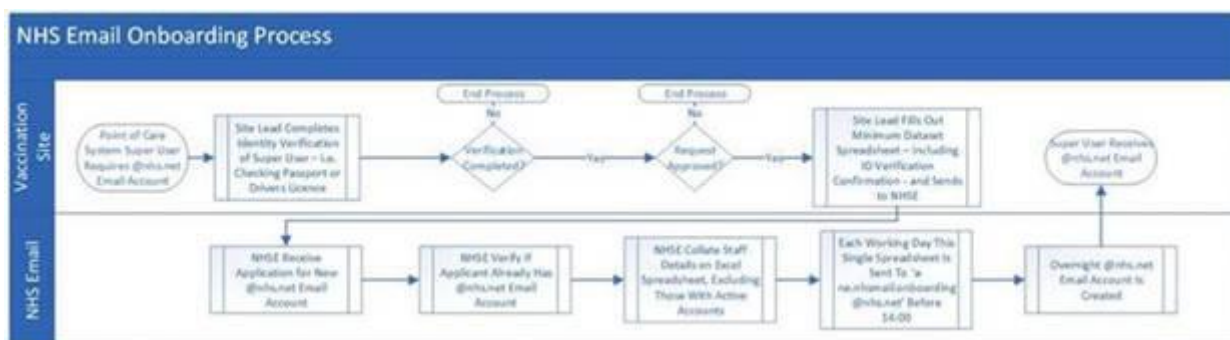 NHS Email Onboarding Process
Vaccination
Site
Point of Care
System Super User
Requires @nhs.net
Email Account
Site Lead Completes
Identity Verification
of Super User – i.e.
Checking Passport or
Drivers Licence
End Process
No
Verification
Completed?
Yes
End Process
No
Request
Approved?
Yes
Site Lead Fills Out
Minimum Dataset
Spreadsheet – Including
ID Verification
Confirmation - and Sends
to NHSE
Super User Receives
@nhs.net Email
Account
NHS Email
NHSE Receive
Application for New
@nhs.net Email
Account
NHSE Verify If
Applicant Already Has
@nhs.net Email
Account
NHSE Collate Staff
Details on Excel
Spreadsheet, Excluding
Those With Active
Accounts
Each Working Day This
Single Spreadsheet Is
Sent To
@nhs.net' Before
14:00
Overnight @nhs.net
Email Account Is
Created